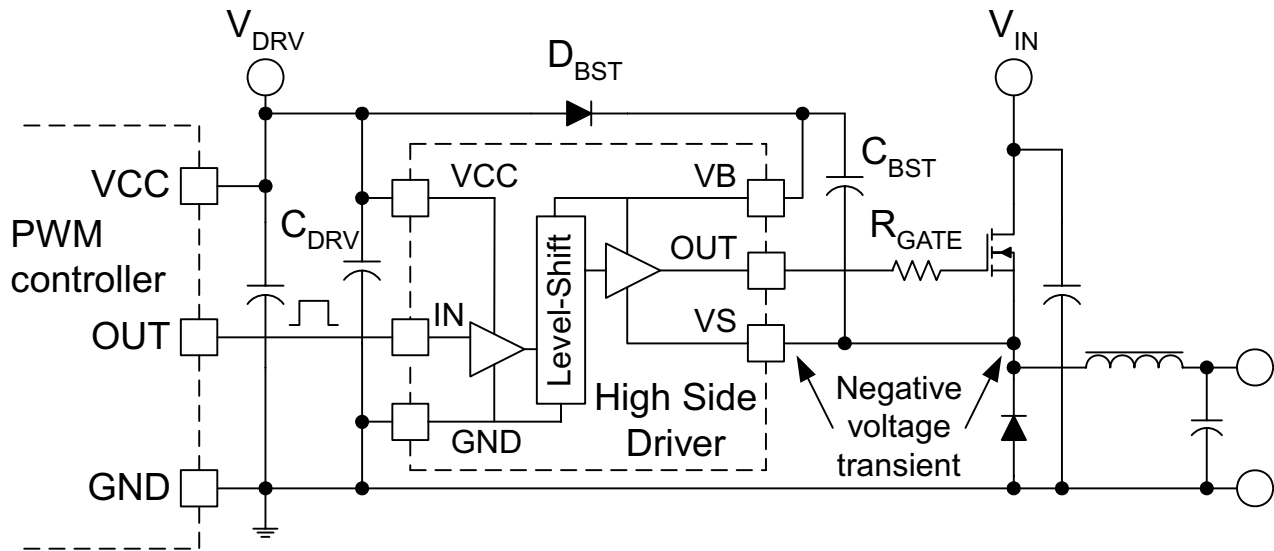 V_DRV
D_BST
V_IN
VCC
PWM
controller
OUT
GND
C_DRV
VCC
IN
GND
Level-Shift
VB
OUT
VS
High Side
Driver
C_BST
R_GATE
Negative
voltage
transient